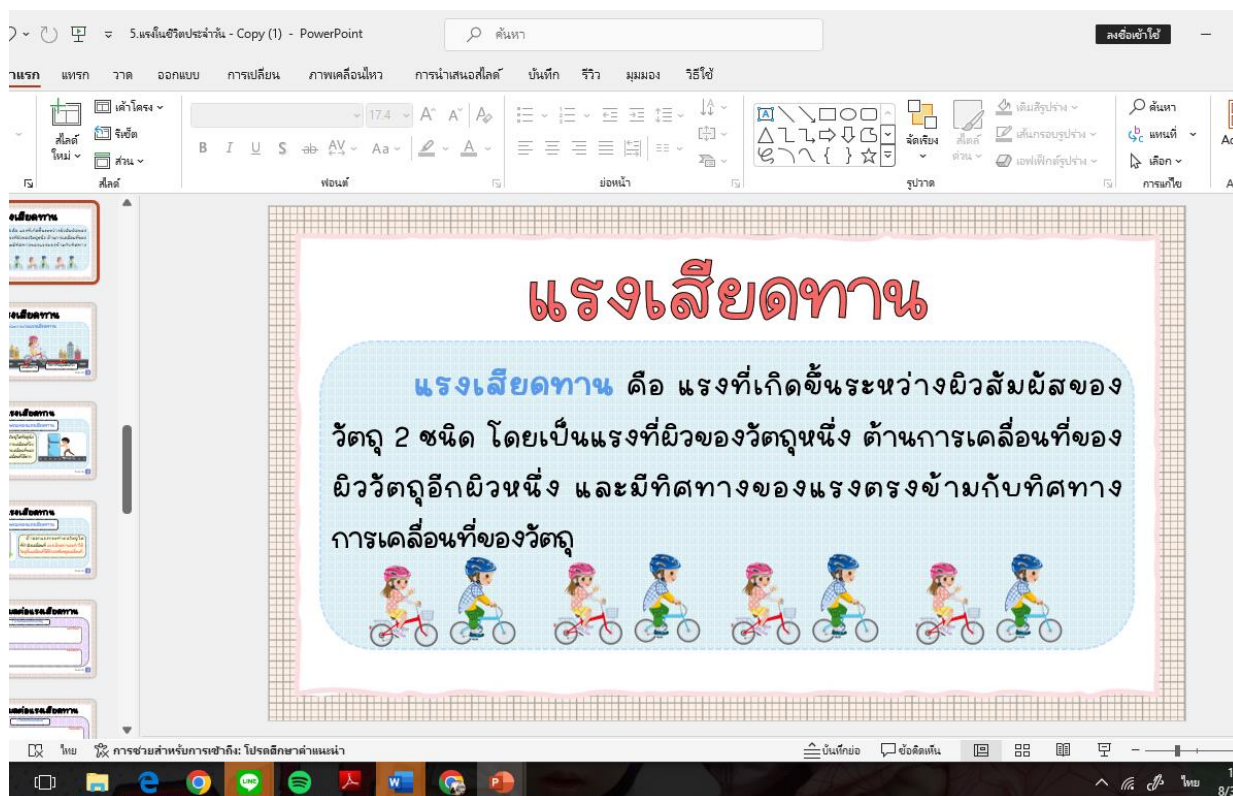 5.แรงในชีวิตประจำวัน - Copy (1) - PowerPoint
ค้นหา
ลงชื่อเข้าใช้
แทรก วาด ออกแบบ การเปลี่ยน ภาพเคลื่อนไหว การนำเสนอสไลด์ บันทึก รีวิว มุมมอง วิธีใช้
สไลด์ใหม่
เค้าโครง
รีเซ็ต
ส่วน
สไลด์
17.4
B I U S ab AV Aa A
ฟอนต์
ย่อหน้า
จัดเรียง
สไตล์ด่วน
เติมสีรูปร่าง
เส้นกรอบรูปร่าง
เอฟเฟ็กต์รูปร่าง
รูปวาด
ค้นหา
แทนที่
เลือก
การแก้ไข
แรงเสียดทาน
แรงเสียดทาน คือ แรงที่เกิดขึ้นระหว่างผิวสัมผัสของ
วัตถุ 2 ชนิด โดยเป็นแรงที่ผิวของวัตถุหนึ่ง ต้านการเคลื่อนที่ของ
ผิววัตถุอีกผิวหนึ่ง และมีทิศทางของแรงตรงข้ามกับทิศทาง
การเคลื่อนที่ของวัตถุ
ไทย การช่วยสำหรับการเข้าถึง: โปรดศึกษาคำแนะนำ
บันทึกย่อ ข้อคิดเห็น
LINE
ไทย